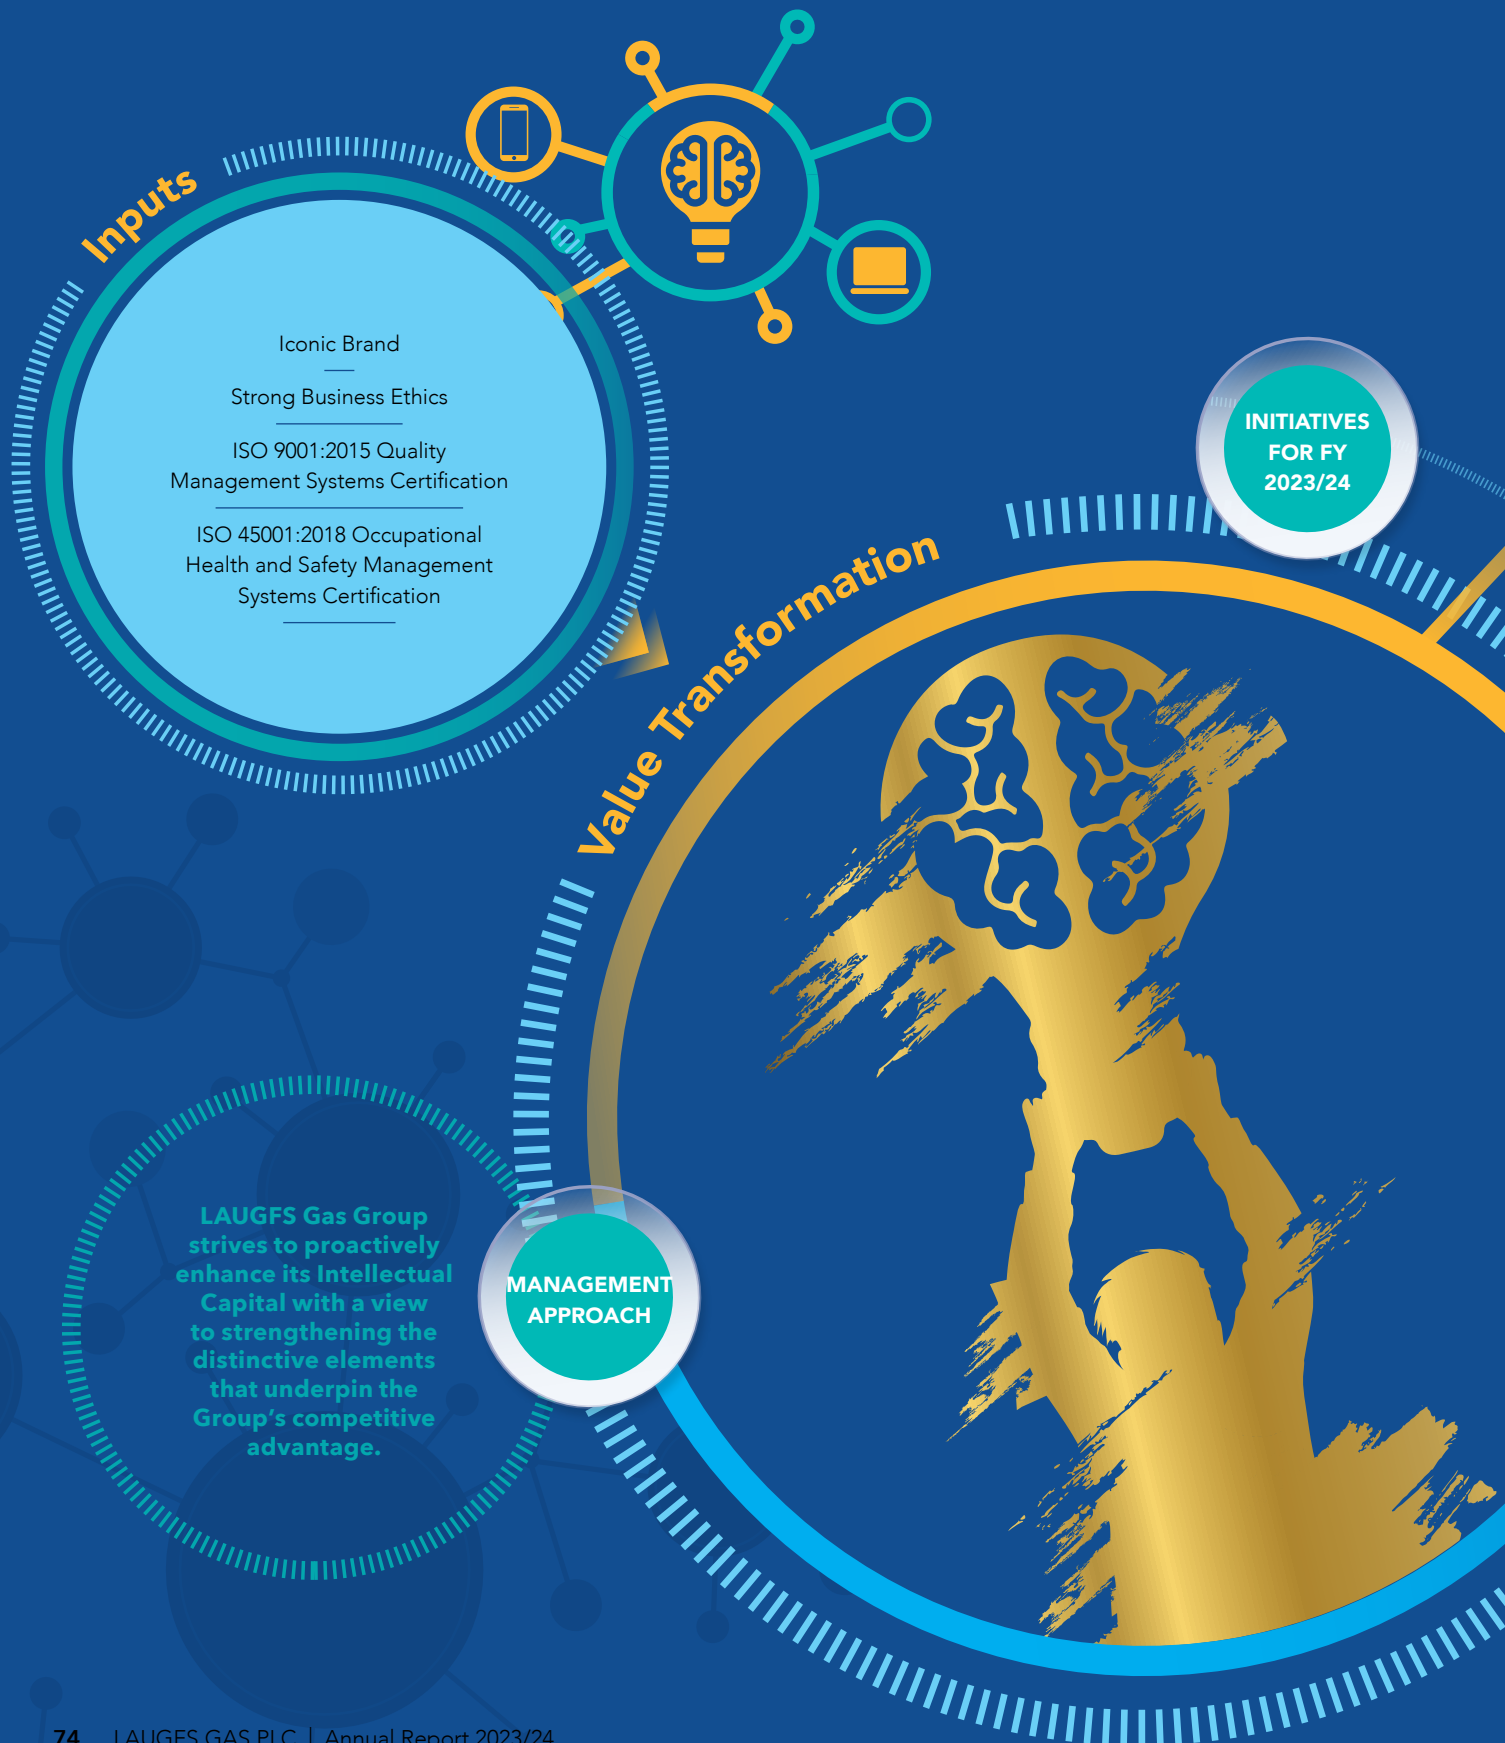 Inputs
Iconic Brand
Strong Business Ethics
ISO 9001:2015 Quality
Management Systems Certification
ISO 45001:2018 Occupational
Health and Safety Management
Systems Certification
INITIATIVES
FOR FY
2023/24
Value Transformation
LAUGFS Gas Group
strives to proactively
enhance its Intellectual
Capital with a view
to strengthening the
distinctive elements
that underpin the
Group's competitive
advantage.
MANAGEMENT
APPROACH
74 LAUGFS GAS PLC | Annual Report 2023/24